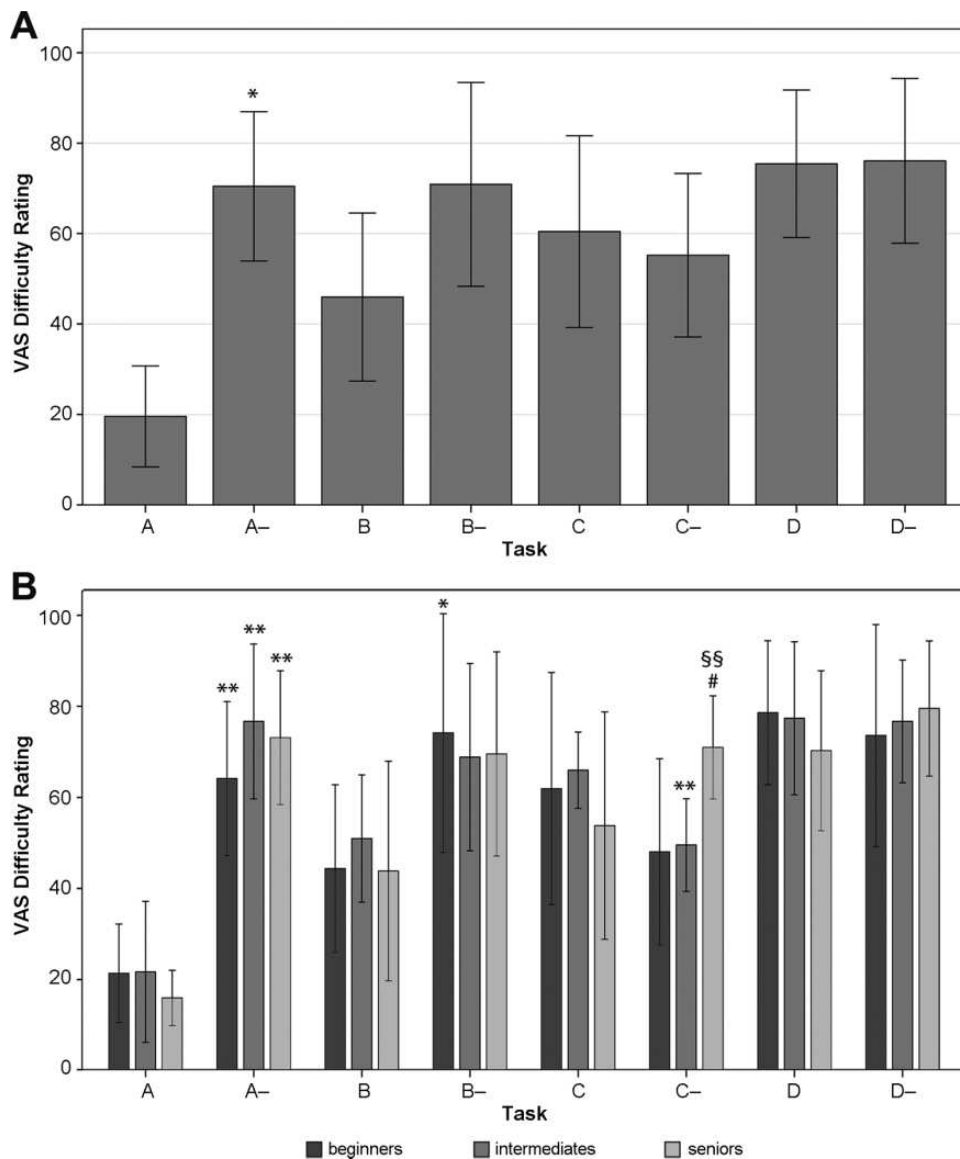 A
100
80
60
40
20
0
VAS Difficulty Rating
*
A A– B B– C C– D D–
Task
B
100
80
60
40
20
0
VAS Difficulty Rating
** ** ** * ** §§
#
A A– B B– C C– D D–
Task
beginners intermediates seniors